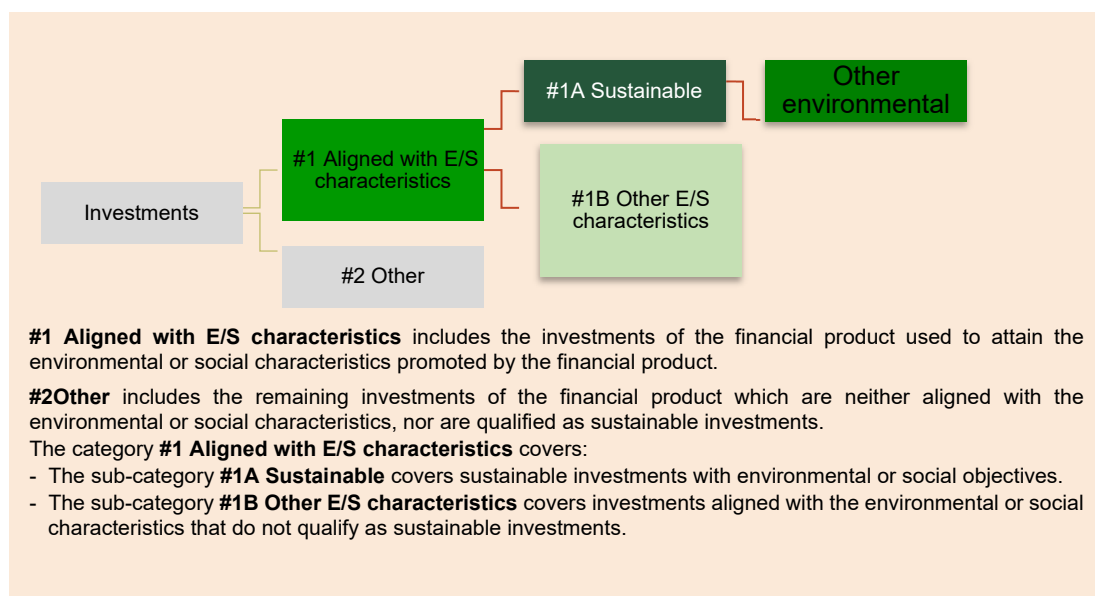 Other
environmental
#1A Sustainable
#1 Aligned with E/S
characteristics
#1B Other E/S
characteristics
Investments
#2 Other
#1 Aligned with E/S characteristics includes the investments of the financial product used to attain the
environmental or social characteristics promoted by the financial product.
#2Other includes the remaining investments of the financial product which are neither aligned with the
environmental or social characteristics, nor are qualified as sustainable investments.
The category #1 Aligned with E/S characteristics covers:
- The sub-category #1A Sustainable covers sustainable investments with environmental or social objectives.
- The sub-category #1B Other E/S characteristics covers investments aligned with the environmental or social
characteristics that do not qualify as sustainable investments.